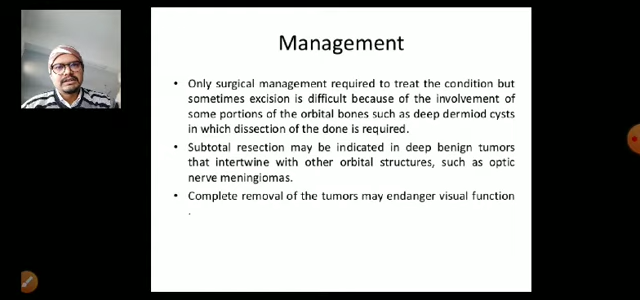 Management
• Only surgical management required to treat the condition but
sometimes excision is difficult because of the involvement of
some portions of the orbital bones such as deep dermiod cysts
in which dissection of the done is required.
• Subtotal resection may be indicated in deep benign tumors
that intertwine with other orbital structures, such as optic
nerve meningiomas.
• Complete removal of the tumors may endanger visual function
.